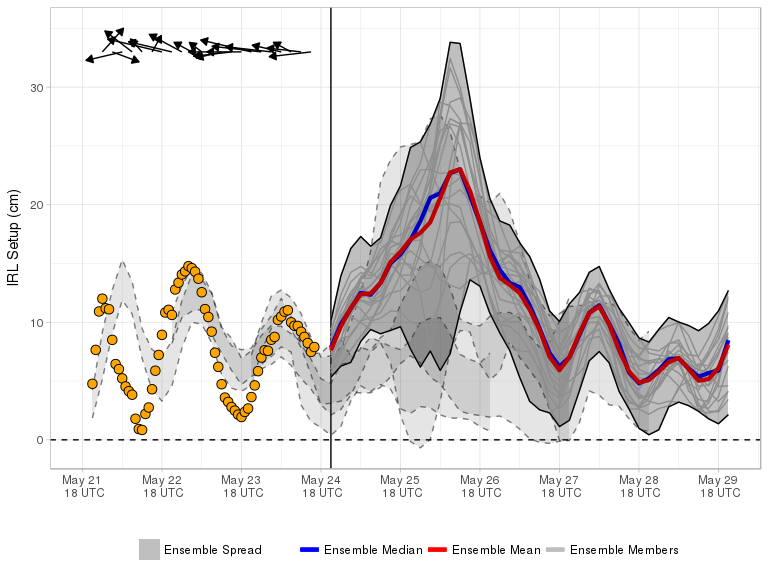 IRL Setup (cm)
30
20
10
0
May 21 May 22 May 23 May 24 May 25 May 26 May 27 May 28 May 29
18 UTC 18 UTC 18 UTC 18 UTC 18 UTC 18 UTC 18 UTC 18 UTC 18 UTC
Ensemble Spread Ensemble Median Ensemble Mean Ensemble Members